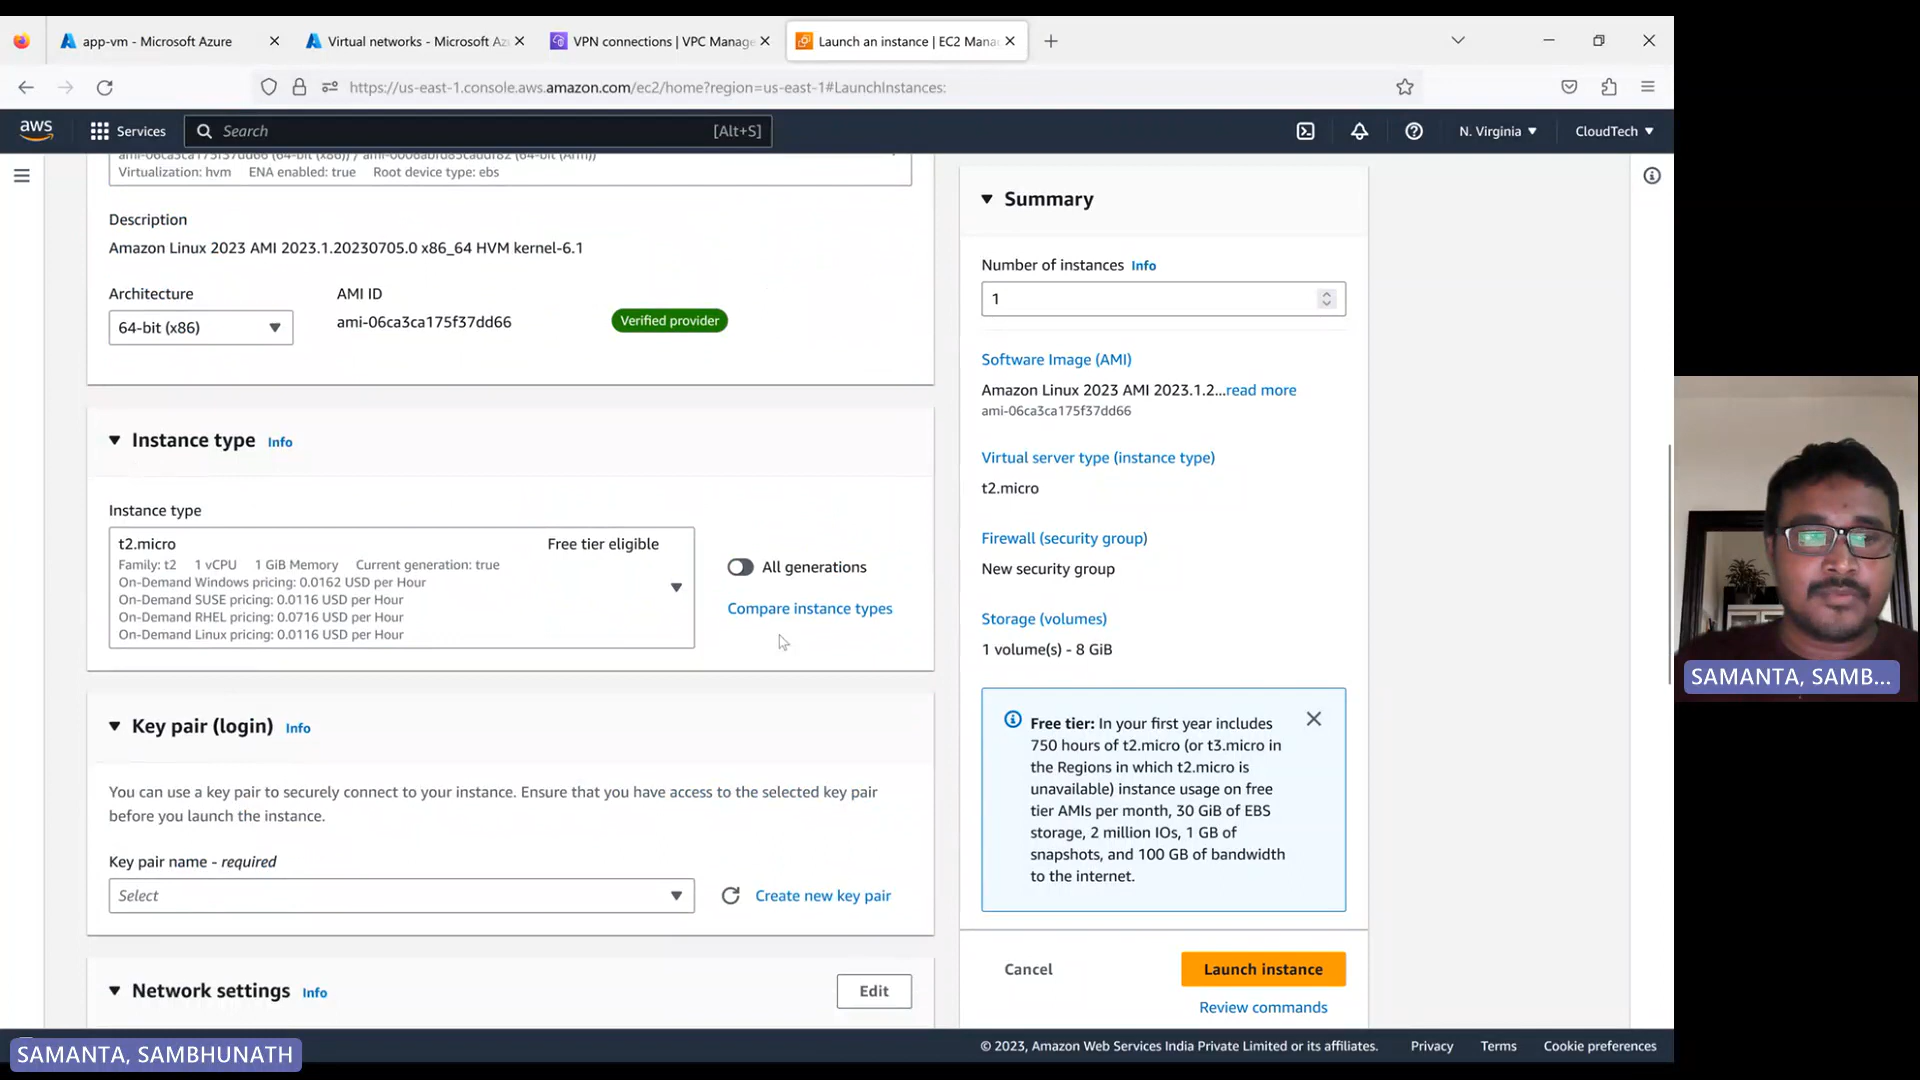 app-vm - Microsoft Azure
Virtual networks - Microsoft Az
VPN connections | VPC Manage
Launch an instance | EC2 Mana
https://us-east-1.console.aws.amazon.com/ec2/home?region=us-east-1#LaunchInstances:
aws
Services
Search
[Alt+S]
N. Virginia
CloudTech
Virtualization: hvm ENA enabled: true Root device type: ebs
Description
Amazon Linux 2023 AMI 2023.1.20230705.0 x86_64 HVM kernel-6.1
Architecture
AMI ID
64-bit (x86)
ami-06ca3ca175f37dd66
Verified provider
Instance type Info
Instance type
t2.micro
Free tier eligible
Family: t2 1 vCPU 1 GiB Memory Current generation: true
On-Demand Windows pricing: 0.0162 USD per Hour
On-Demand SUSE pricing: 0.0116 USD per Hour
On-Demand RHEL pricing: 0.0716 USD per Hour
On-Demand Linux pricing: 0.0116 USD per Hour
All generations
Compare instance types
Key pair (login) Info
You can use a key pair to securely connect to your instance. Ensure that you have access to the selected key pair
before you launch the instance.
Key pair name - required
Select
Create new key pair
Network settings Info
Edit
Summary
Number of instances Info
1
Software Image (AMI)
Amazon Linux 2023 AMI 2023.1.2...read more
ami-06ca3ca175f37dd66
Virtual server type (instance type)
t2.micro
Firewall (security group)
New security group
Storage (volumes)
1 volume(s) - 8 GiB
Free tier: In your first year includes
750 hours of t2.micro (or t3.micro in
the Regions in which t2.micro is
unavailable) instance usage on free
tier AMIs per month, 30 GiB of EBS
storage, 2 million IOs, 1 GB of
snapshots, and 100 GB of bandwidth
to the internet.
Cancel
Launch instance
Review commands
SAMANTA, SAMB...
SAMANTA, SAMBHUNATH
© 2023, Amazon Web Services India Private Limited or its affiliates.
Privacy
Terms
Cookie preferences